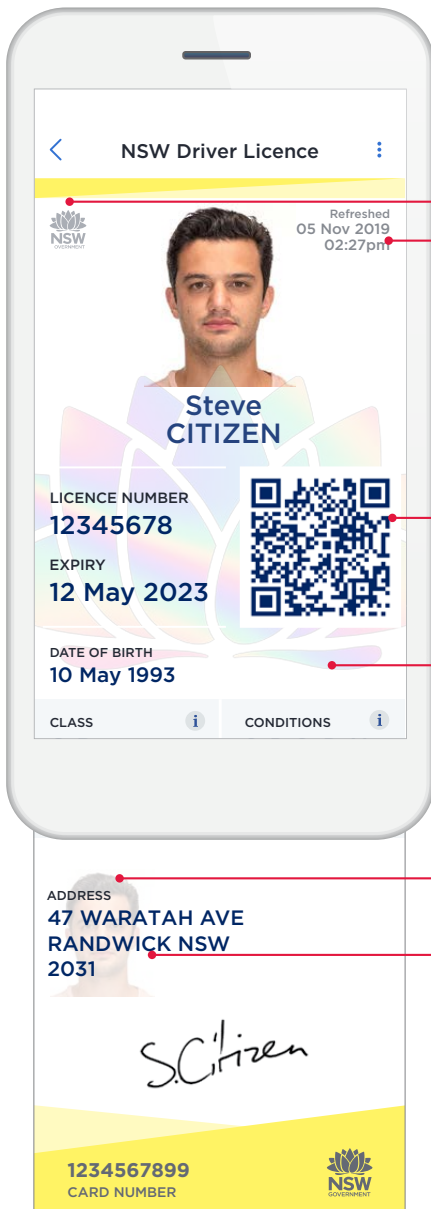 NSW Driver Licence
NSW
GOVERNMENT
Refreshed
05 Nov 2019
02:27pm
Steve
CITIZEN
LICENCE NUMBER
12345678
EXPIRY
12 May 2023
DATE OF BIRTH
10 May 1993
CLASS i CONDITIONS i
ADDRESS
47 WARATAH AVE
RANDWICK NSW
2031
S.Citizen
1234567899
CARD NUMBER
NSW
GOVERNMENT